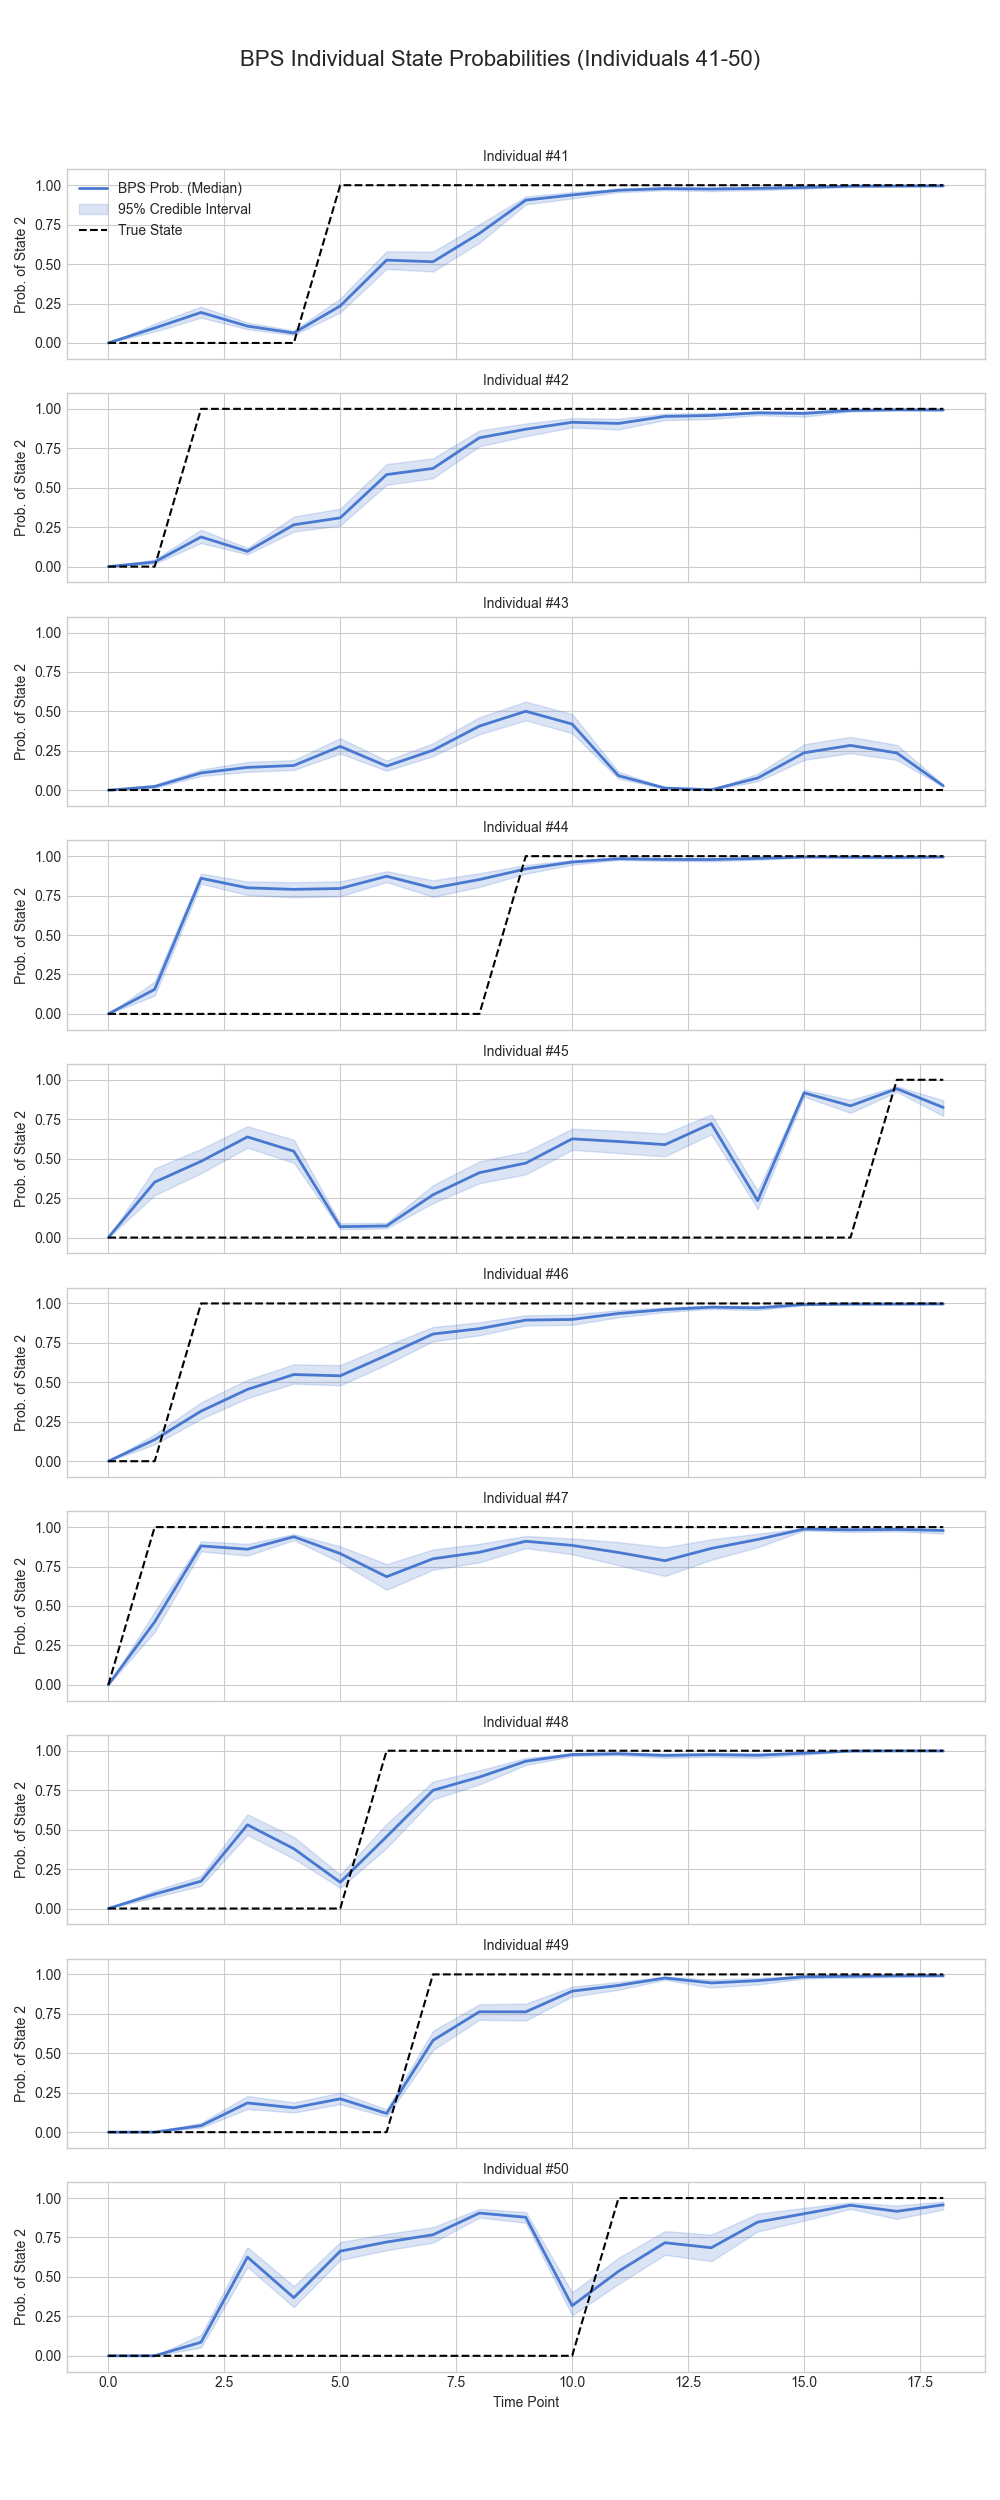 BPS Individual State Probabilities (Individuals 41-50)
Individual #41
Prob. of State 2
1.00
0.75
0.50
0.25
0.00
BPS Prob. (Median)
95% Credible Interval
True State
Individual #42
Prob. of State 2
1.00
0.75
0.50
0.25
0.00
Individual #43
Prob. of State 2
1.00
0.75
0.50
0.25
0.00
Individual #44
Prob. of State 2
1.00
0.75
0.50
0.25
0.00
Individual #45
Prob. of State 2
1.00
0.75
0.50
0.25
0.00
Individual #46
Prob. of State 2
1.00
0.75
0.50
0.25
0.00
Individual #47
Prob. of State 2
1.00
0.75
0.50
0.25
0.00
Individual #48
Prob. of State 2
1.00
0.75
0.50
0.25
0.00
Individual #49
Prob. of State 2
1.00
0.75
0.50
0.25
0.00
Individual #50
Prob. of State 2
1.00
0.75
0.50
0.25
0.00
0.0 2.5 5.0 7.5 10.0 12.5 15.0 17.5
Time Point